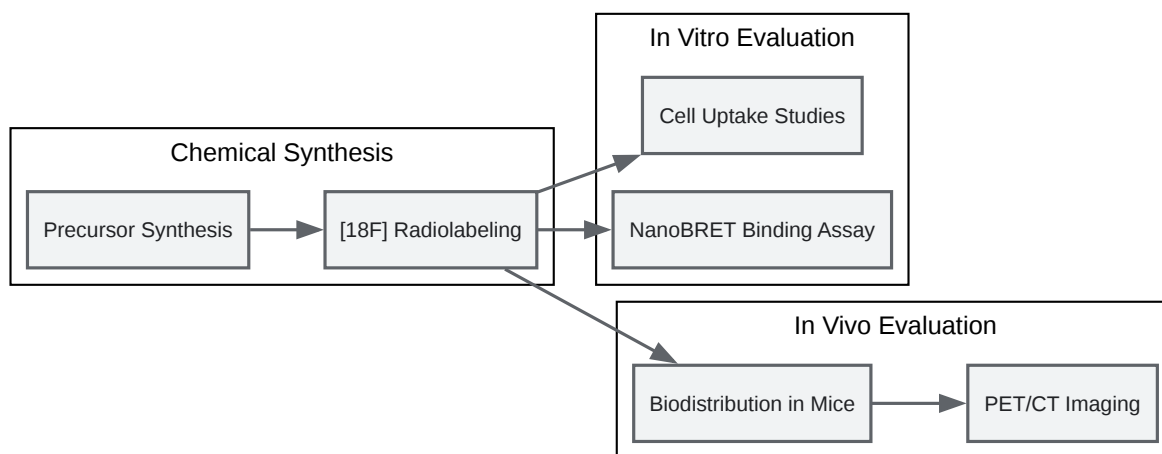 Chemical Synthesis
Precursor Synthesis
[18F] Radiolabeling
In Vitro Evaluation
Cell Uptake Studies
NanoBRET Binding Assay
In Vivo Evaluation
Biodistribution in Mice
PET/CT Imaging